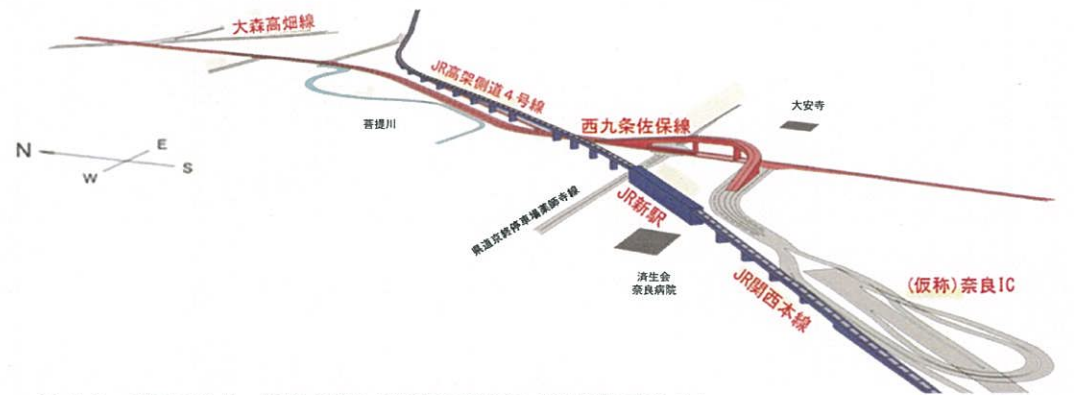 大森高畑線
JR高架側道4号線
大安寺
菩提川
西九条佐保線
N
E
W
S
県道京終停車場薬師寺線
JR新駅
済生会
奈良病院
(仮称)奈良IC
JR関西本線